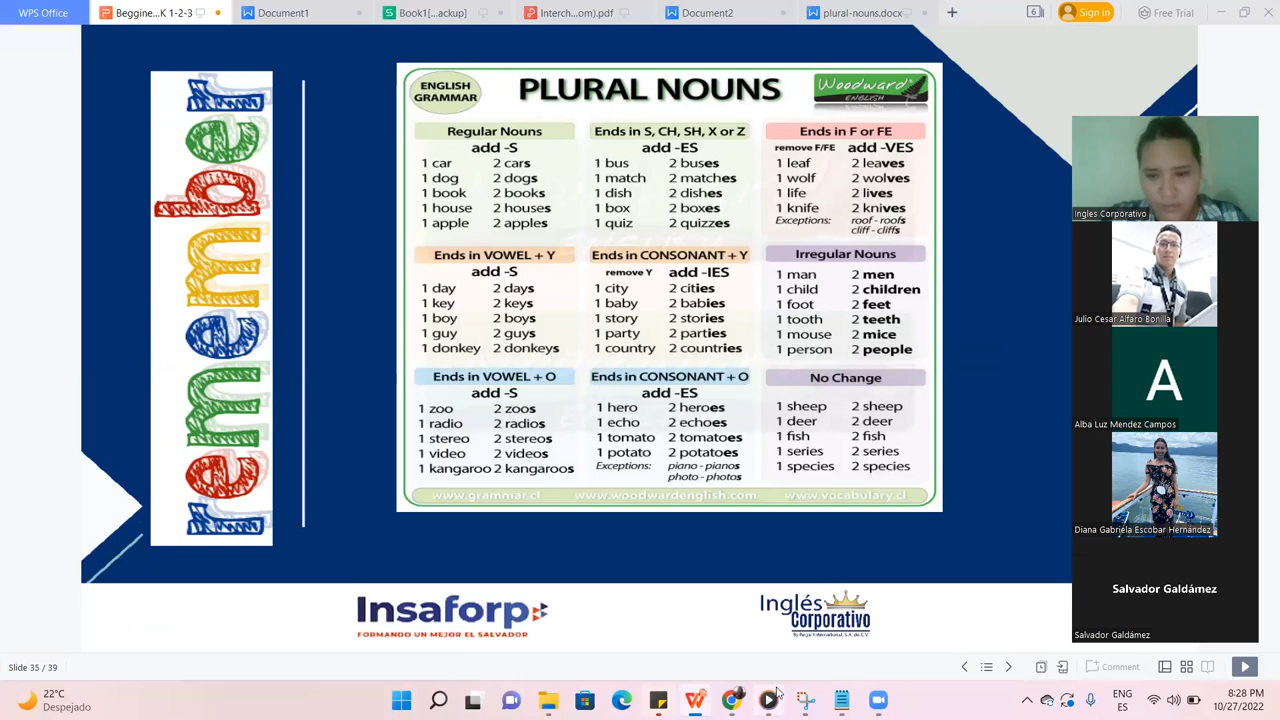 WPS Office
Beggine...K 1-2-3
Document1
Book1[...ackup]
Interch...om).pdf
Document2
Plural Nouns.docx
Sign in
Free Trial
remember
ENGLISH
GRAMMAR
PLURAL NOUNS
Woodward
ENGLISH
Regular Nouns
add -S
1 car 2 cars
1 dog 2 dogs
1 book 2 books
1 house 2 houses
1 apple 2 apples
Ends in S, CH, SH, X or Z
add -ES
1 bus 2 buses
1 match 2 matches
1 dish 2 dishes
1 box 2 boxes
1 quiz 2 quizzes
Ends in F or FE
remove F/FE add -VES
1 leaf 2 leaves
1 wolf 2 wolves
1 life 2 lives
1 knife 2 knives
Exceptions: roof - roofs
cliff - cliffs
Ends in VOWEL + Y
add -S
1 day 2 days
1 key 2 keys
1 boy 2 boys
1 guy 2 guys
1 donkey 2 donkeys
Ends in CONSONANT + Y
remove Y add -IES
1 city 2 cities
1 baby 2 babies
1 story 2 stories
1 party 2 parties
1 country 2 countries
Irregular Nouns
1 man 2 men
1 child 2 children
1 foot 2 feet
1 tooth 2 teeth
1 mouse 2 mice
1 person 2 people
Ends in VOWEL + O
add -S
1 zoo 2 zoos
1 radio 2 radios
1 stereo 2 stereos
1 video 2 videos
1 kangaroo 2 kangaroos
Ends in CONSONANT + O
add -ES
1 hero 2 heroes
1 echo 2 echoes
1 tomato 2 tomatoes
1 potato 2 potatoes
Exceptions: piano - pianos
photo - photos
No Change
1 sheep 2 sheep
1 deer 2 deer
1 fish 2 fish
1 series 2 series
1 species 2 species
www.grammar.cl www.woodwardenglish.com www.vocabulary.cl
Insaforp
FORMANDO UN MEJOR EL SALVADOR
Inglés
Corporativo
By Regal International, S.A. de C.V.
Ingles Corporativo
Julio Cesar Alfaro Bonilla
A
Alba Luz Mendez Campos
Diana Gabriela Escobar Hernández
Salvador Galdámez
Salvador Galdámez
Slide 35 / 39
Comment
22°C
Despejado
ENG
ES
8:28 PM
10/27/2022